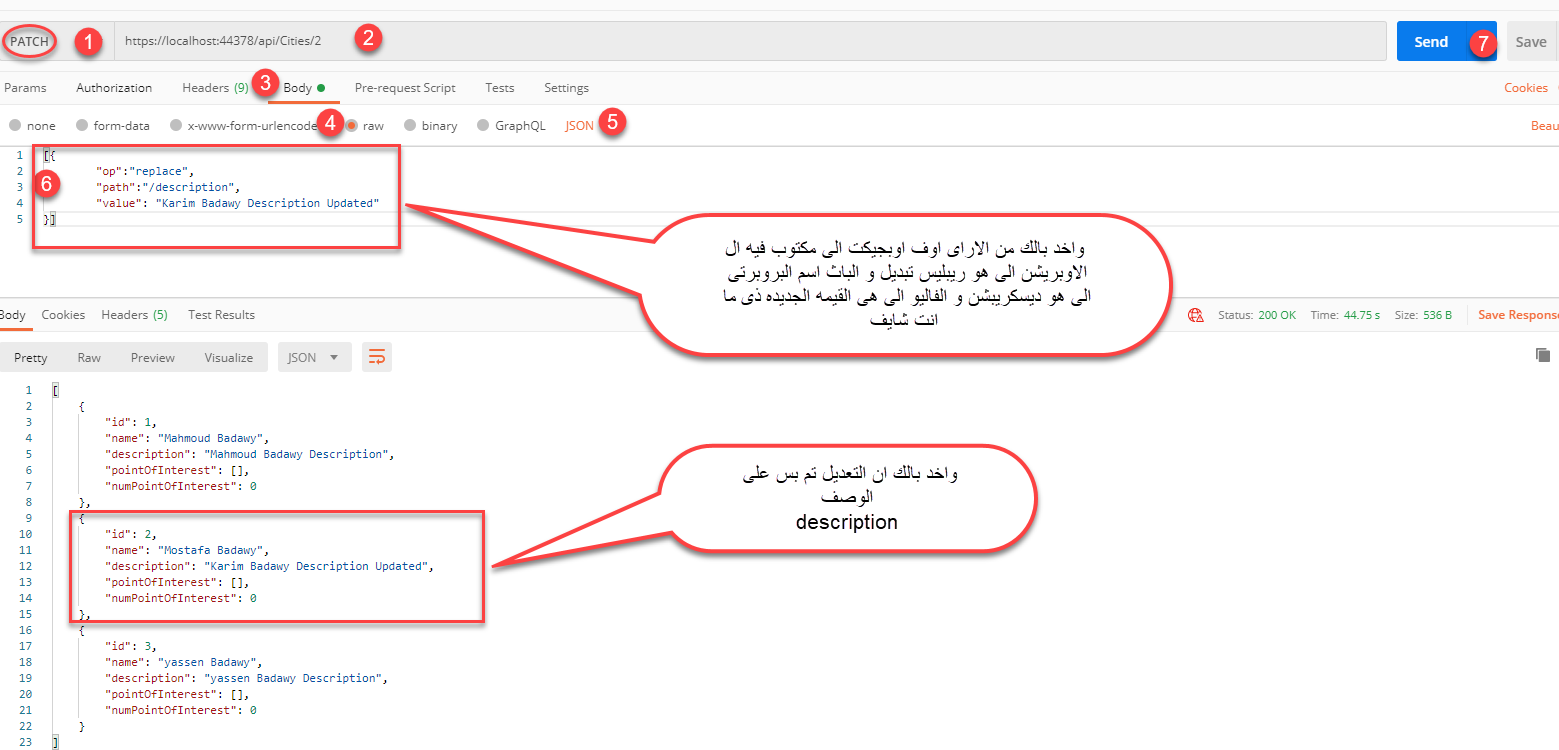 PATCH 1 https://localhost:44378/api/Cities/2 2 Send 7 Save
Params Authorization Headers (9) 3 Body Pre-request Script Tests Settings Cookies
none form-data x-www-form-urlencode 4 raw binary GraphQL JSON 5 Beau
1 [{
2 "op":"replace",
3 "path":"/description",
4 "value": "Karim Badawy Description Updated"
5 }]
6
واخد بالك من الاراى اوف اوبجيكت الى مكتوب فيه ال
الاوبريشن الى هو ريبليس تبديل و الباث اسم البروبرتى
الى هو ديسكريبشن و الفاليو الى هى القيمه الجديده ذى ما
انت شايف
Body Cookies Headers (5) Test Results Status: 200 OK Time: 44.75 s Size: 536 B Save Response
Pretty Raw Preview Visualize JSON
1 [
2 {
3 "id": 1,
4 "name": "Mahmoud Badawy",
5 "description": "Mahmoud Badawy Description",
6 "pointOfInterest": [],
7 "numPointOfInterest": 0
8 },
9 {
10 "id": 2,
11 "name": "Mostafa Badawy",
12 "description": "Karim Badawy Description Updated",
13 "pointOfInterest": [],
14 "numPointOfInterest": 0
15 },
16 {
17 "id": 3,
18 "name": "yassen Badawy",
19 "description": "yassen Badawy Description",
20 "pointOfInterest": [],
21 "numPointOfInterest": 0
22 }
23 ]
واخد بالك ان التعديل تم بس على
الوصف
description